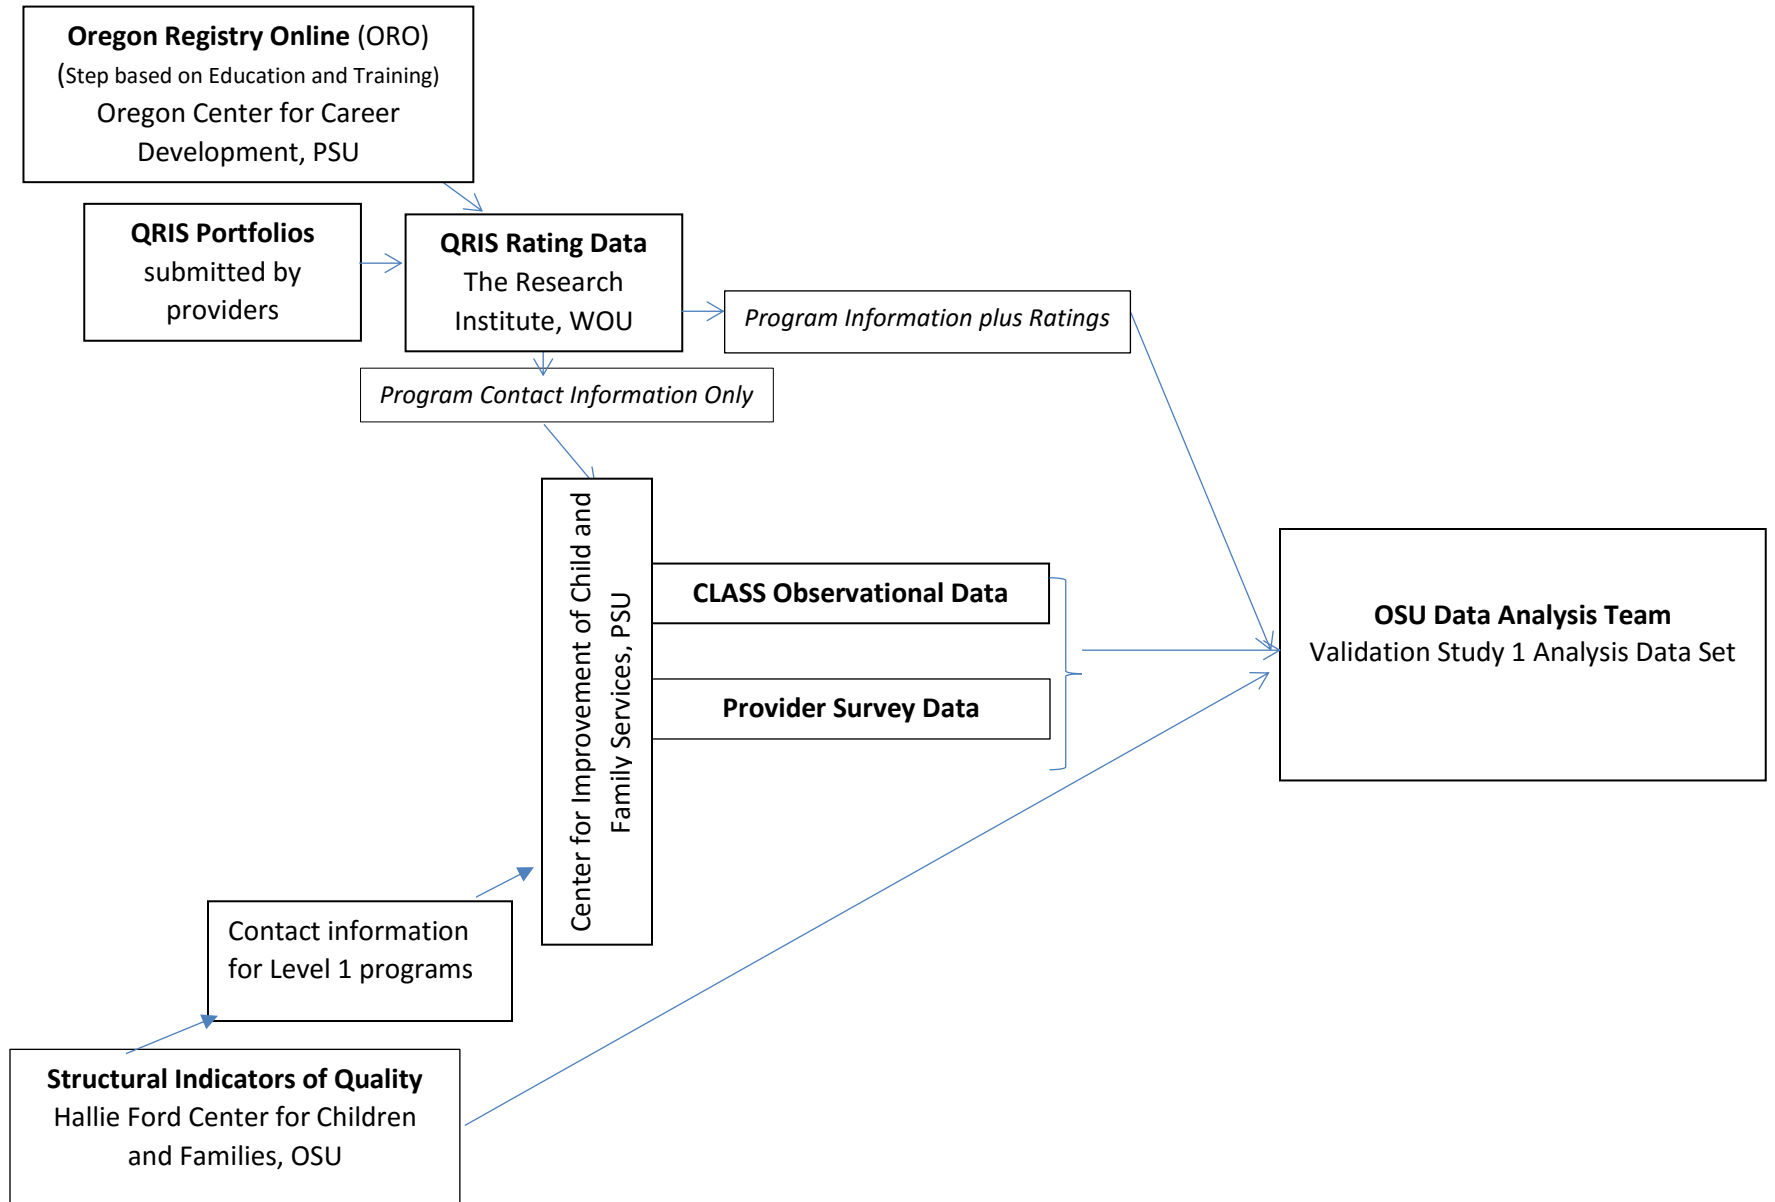 Oregon Registry Online (ORO)
(Step based on Education and Training)
Oregon Center for Career
Development, PSU
QRIS Portfolios
submitted by
providers
QRIS Rating Data
The Research
Institute, WOU
Program Information plus Ratings
Program Contact Information Only
Center for Improvement of Child and
Family Services, PSU
CLASS Observational Data
Provider Survey Data
OSU Data Analysis Team
Validation Study 1 Analysis Data Set
Contact information
for Level 1 programs
Structural Indicators of Quality
Hallie Ford Center for Children
and Families, OSU